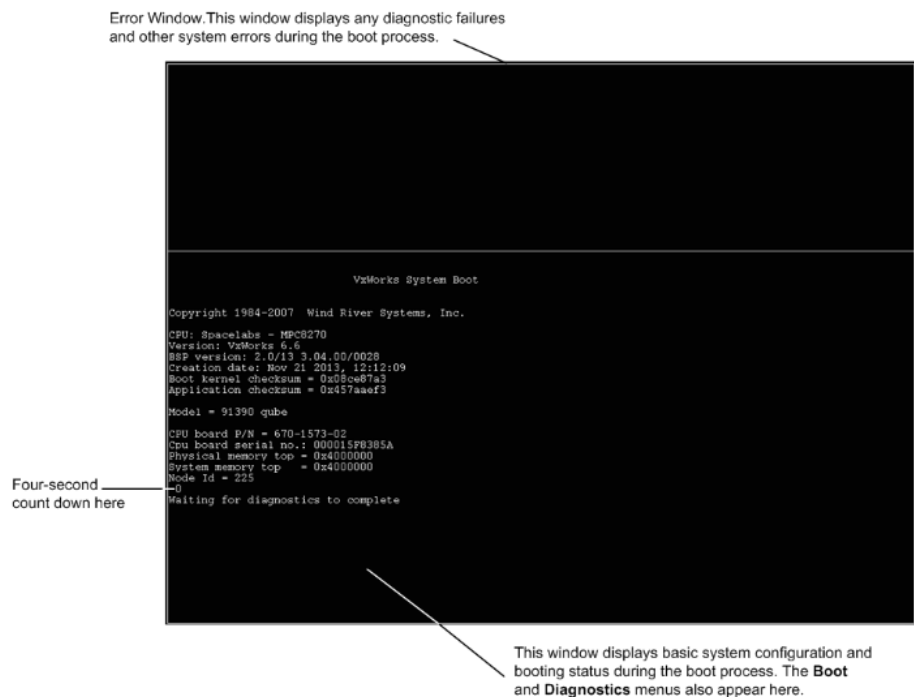 Error Window.This window displays any diagnostic failures
and other system errors during the boot process.
VxWorks System Boot
Copyright 1984-2007  Wind River Systems, Inc.
CPU: Spacelabs - MPC8270
Version: VxWorks 6.6
BSP version: 2.0/13 3.04.00/0028
Creation date: Nov 21 2013, 12:12:09
Boot kernel checksum = 0x08ce87a3
Application checksum = 0x457aaef3
Model = 91390 qube
CPU board P/N = 670-1573-02
Cpu board serial no.: 000015F8385A
Physical memory top = 0x4000000
System memory top   = 0x4000000
Node Id = 225
0
Waiting for diagnostics to complete
Four-second
count down here
This window displays basic system configuration and
booting status during the boot process. The Boot
and Diagnostics menus also appear here.